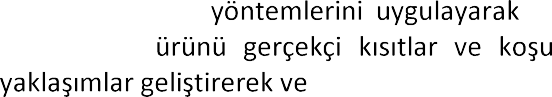 yöntemlerini uygulayarak
ürünü gerçekçi kısıtlar ve koşu
yaklaşımlar geliştirerek ve